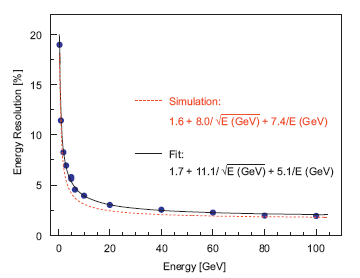 20
15
10
5
0
Energy Resolution [%]
Simulation:
1.6 + 8.0/ √E (GeV) + 7.4/E (GeV)
Fit:
1.7 + 11.1/ √E (GeV) + 5.1/E (GeV)
0 20 40 60 80 100
Energy [GeV]